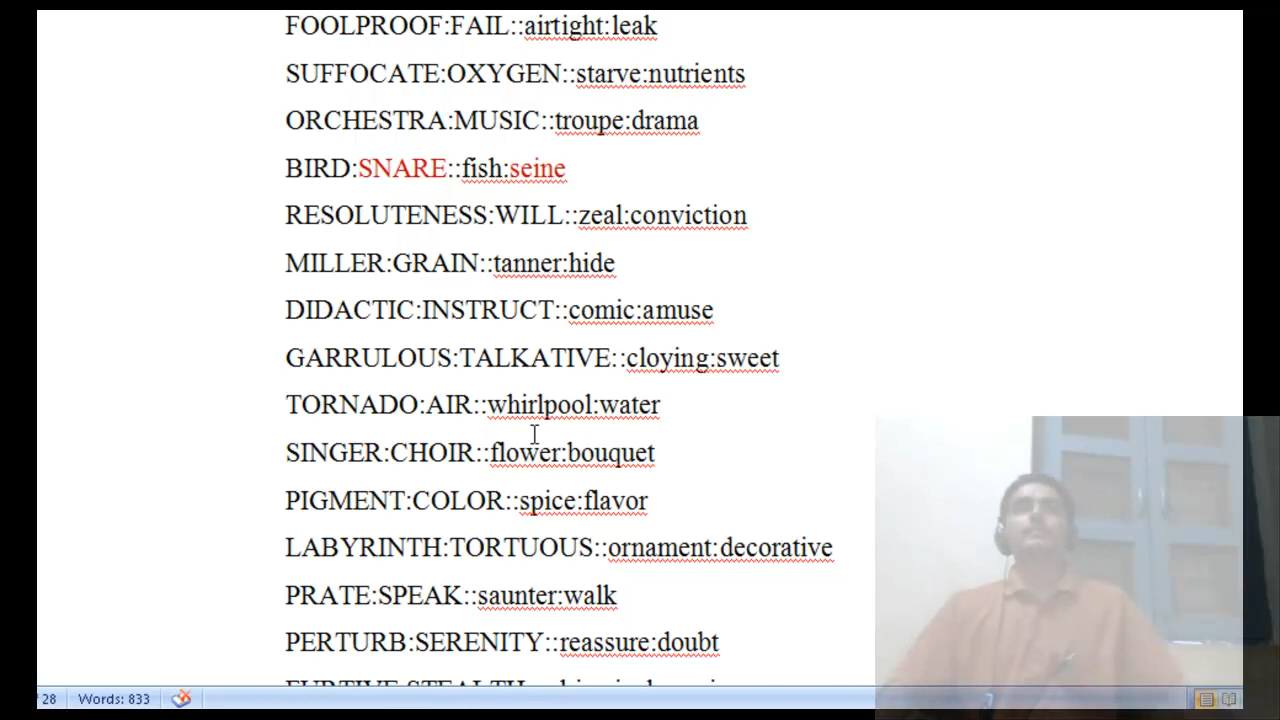 FOOLPROOF:FAIL::airtight:leak
SUFFOCATE:OXYGEN::starve:nutrients
ORCHESTRA:MUSIC::troupe:drama
BIRD:SNARE::fish:seine
RESOLUTENESS:WILL::zeal:conviction
MILLER:GRAIN::tanner:hide
DIDACTIC:INSTRUCT::comic:amuse
GARRULOUS:TALKATIVE::cloying:sweet
TORNADO:AIR::whirlpool:water
SINGER:CHOIR::flower:bouquet
PIGMENT:COLOR::spice:flavor
LABYRINTH:TORTUOUS::ornament:decorative
PRATE:SPEAK::saunter:walk
PERTURB:SERENITY::reassure:doubt
28 Words: 833